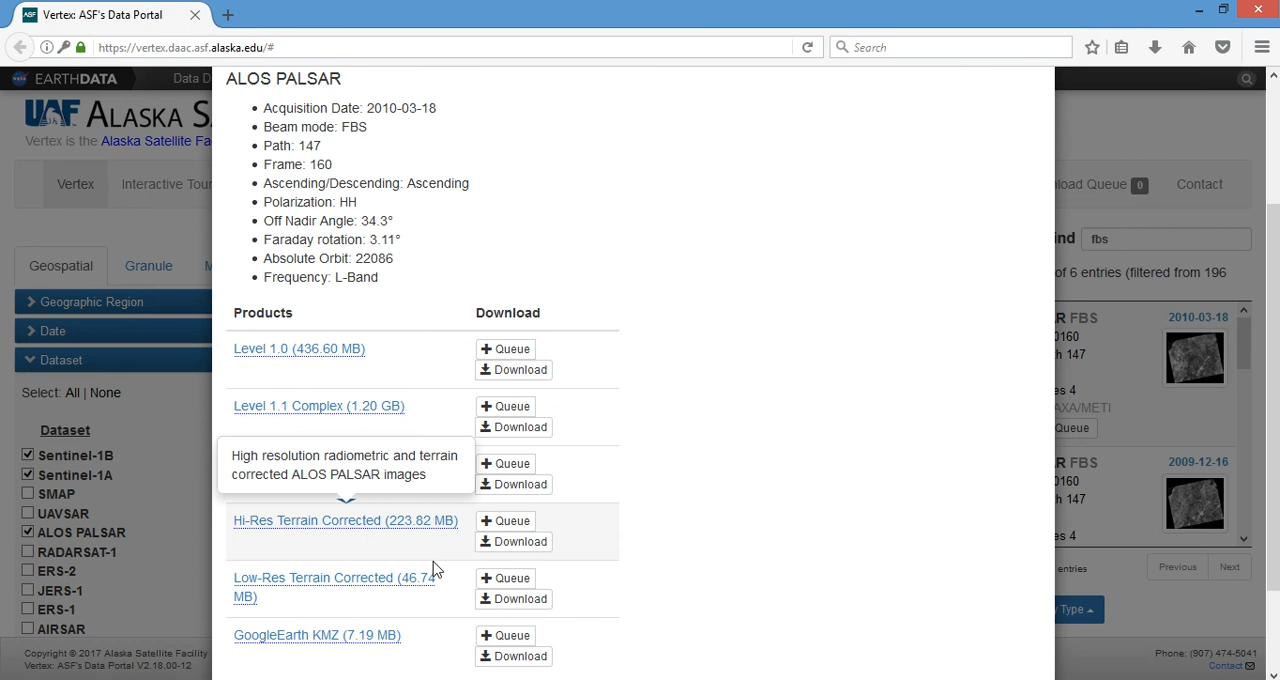 Vertex: ASF's Data Portal
https://vertex.daac.asf.alaska.edu/#
Search
EARTHDATA
Data D
UAF ALASKA S
Vertex is the Alaska Satellite Fa
Vertex
Interactive Tour
load Queue 0
Contact
Geospatial
Granule
M
Geographic Region
Date
Dataset
Select: All | None
Dataset
Sentinel-1B
Sentinel-1A
SMAP
UAVSAR
ALOS PALSAR
RADARSAT-1
ERS-2
JERS-1
ERS-1
AIRSAR
ALOS PALSAR
Acquisition Date: 2010-03-18
Beam mode: FBS
Path: 147
Frame: 160
Ascending/Descending: Ascending
Polarization: HH
Off Nadir Angle: 34.3°
Faraday rotation: 3.11°
Absolute Orbit: 22086
Frequency: L-Band
Products
Download
Level 1.0 (436.60 MB)
Queue
Download
Level 1.1 Complex (1.20 GB)
Queue
Download
High resolution radiometric and terrain
corrected ALOS PALSAR images
Queue
Download
Hi-Res Terrain Corrected (223.82 MB)
Queue
Download
Low-Res Terrain Corrected (46.74
MB)
Queue
Download
GoogleEarth KMZ (7.19 MB)
Queue
Download
ind
fbs
of 6 entries (filtered from 196
R FBS
2010-03-18
0160
h 147
es 4
AXA/METI
Queue
R FBS
2009-12-16
0160
h 147
es 4
entries
Previous
Next
y Type
Copyright © 2017 Alaska Satellite Facility
Vertex: ASF's Data Portal V2.18.00-12
Phone: (907) 474-5041
Contact